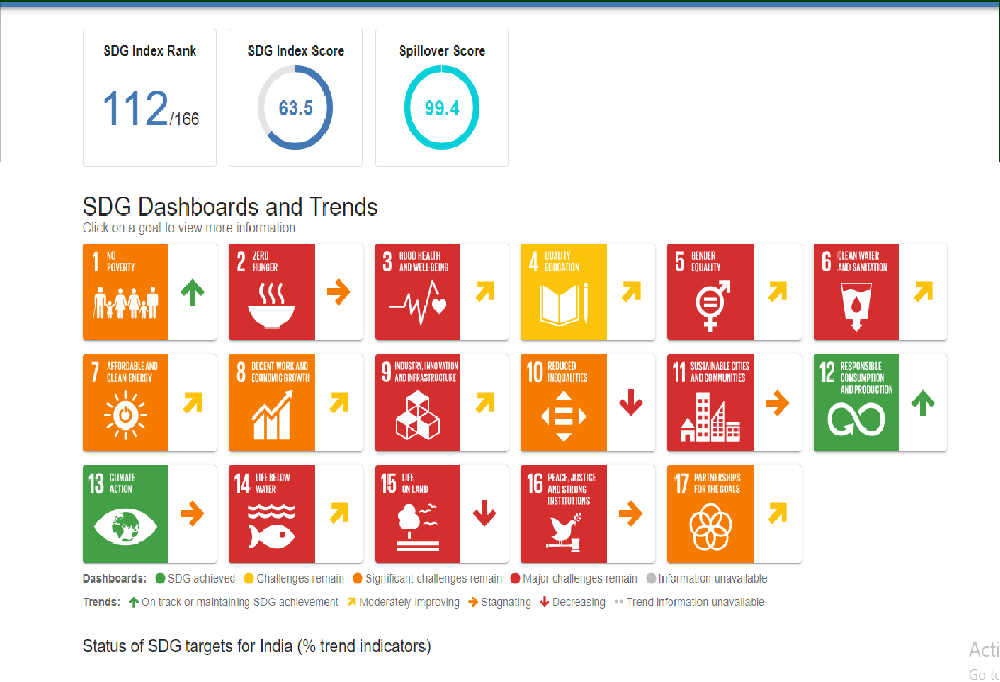 SDG Index Rank
112/166
SDG Index Score
63.5
Spillover Score
99.4
SDG Dashboards and Trends
Click on a goal to view more information.
1 NO
POVERTY
2 ZERO
HUNGER
3 GOOD HEALTH
AND WELL-BEING
4 QUALITY
EDUCATION
5 GENDER
EQUALITY
6 CLEAN WATER
AND SANITATION
7 AFFORDABLE AND
CLEAN ENERGY
8 DECENT WORK AND
ECONOMIC GROWTH
9 INDUSTRY, INNOVATION
AND INFRASTRUCTURE
10 REDUCED
INEQUALITIES
11 SUSTAINABLE CITIES
AND COMMUNITIES
12 RESPONSIBLE
CONSUMPTION
AND PRODUCTION
13 CLIMATE
ACTION
14 LIFE BELOW
WATER
15 LIFE
ON LAND
16 PEACE, JUSTICE
AND STRONG
INSTITUTIONS
17 PARTNERSHIPS
FOR THE GOALS
Dashboards: SDG achieved Challenges remain Significant challenges remain Major challenges remain Information unavailable
Trends: On track or maintaining SDG achievement Moderately improving Stagnating Decreasing Trend information unavailable
Status of SDG targets for India (% trend indicators)
Acti
Go to